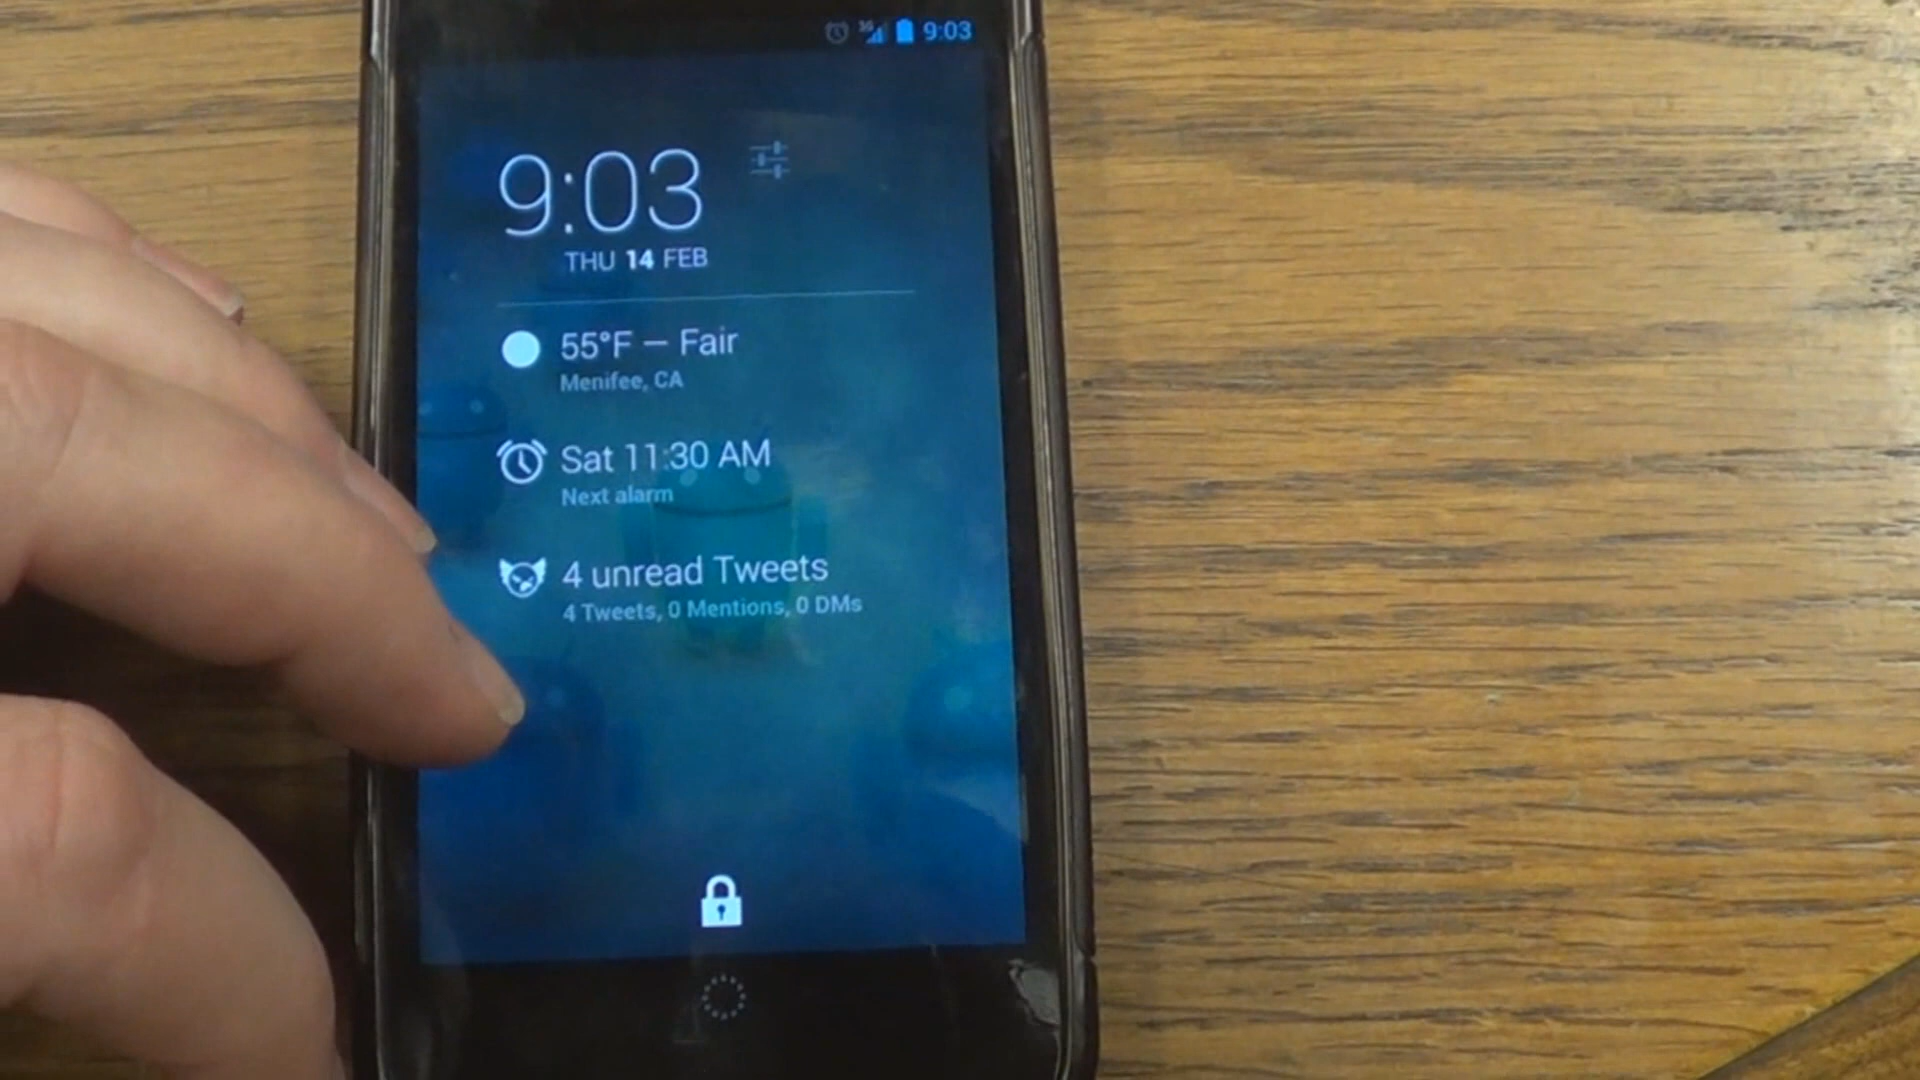 3G 9:03
9:03
THU 14 FEB
55°F – Fair
Menifee, CA
Sat 11:30 AM
Next alarm
4 unread Tweets
4 Tweets, 0 Mentions, 0 DMs